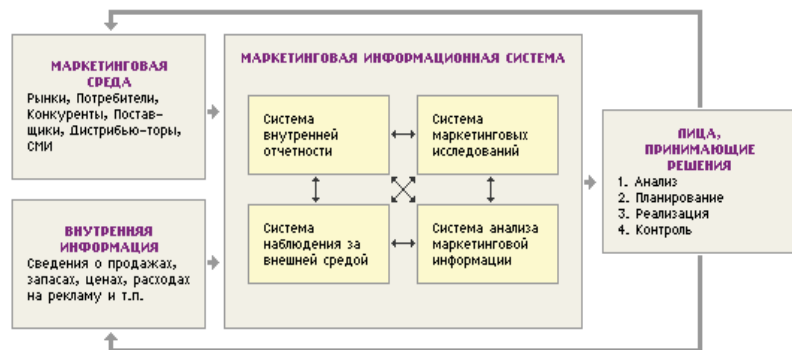 МАРКЕТИНГОВАЯ
СРЕДА
Рынки, Потребители,
Конкуренты, Постав-
щики, Дистрибью-торы,
СМИ
ВНУТРЕННЯЯ
ИНФОРМАЦИЯ
Сведения о продажах,
запасах, ценах, расходах
на рекламу и т.п.
МАРКЕТИНГОВАЯ ИНФОРМАЦИОННАЯ СИСТЕМА
Система
внутренней
отчетности
Система
маркетинговых
исследований
Система
наблюдения за
внешней средой
Система анализа
маркетинговой
информации
ЛИЦА,
ПРИНИМАЮЩИЕ
РЕШЕНИЯ
1. Анализ
2. Планирование
3. Реализация
4. Контроль